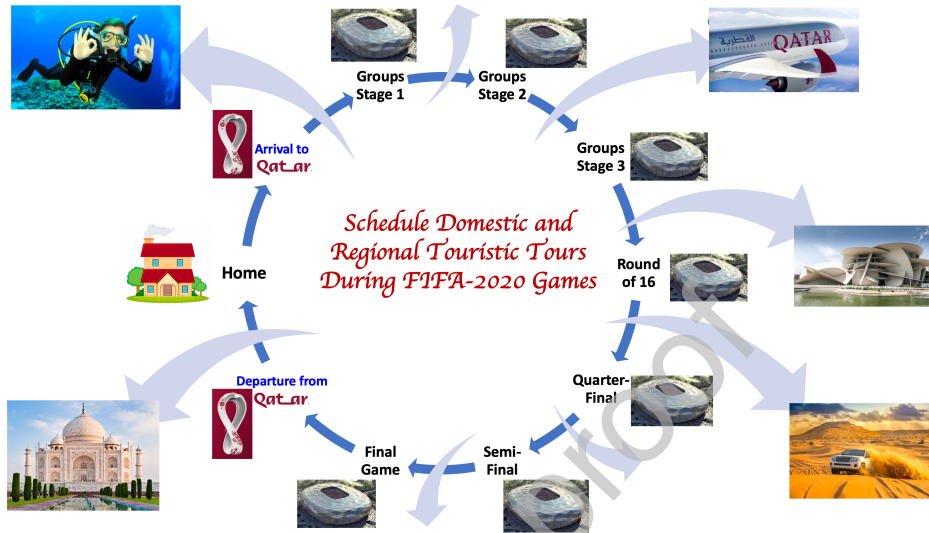 Groups
Stage 1
Groups
Stage 2
القطرية
QATAR
Arrival to
Qatar
Groups
Stage 3
Schedule Domestic and
Regional Touristic Tours
During FIFA-2020 Games
Home
Round
of 16
Departure from
Qatar
Quarter-
Final
Final
Game
Semi-
Final
proof